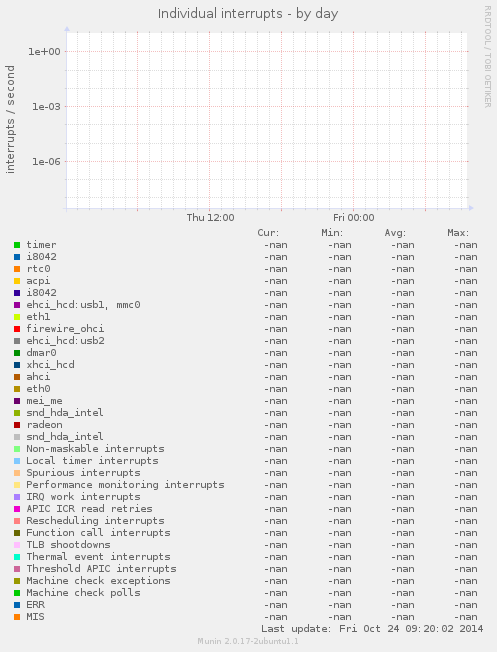 Individual interrupts - by day
RRDTOOL / TOBI OETIKER
interrupts / second
1e+00
1e-03
1e-06
Thu 12:00 Fri 00:00
Cur: Min: Avg: Max:
timer -nan -nan -nan -nan
i8042 -nan -nan -nan -nan
rtc0 -nan -nan -nan -nan
acpi -nan -nan -nan -nan
i8042 -nan -nan -nan -nan
ehci_hcd:usb1, mmc0 -nan -nan -nan -nan
eth1 -nan -nan -nan -nan
firewire_ohci -nan -nan -nan -nan
ehci_hcd:usb2 -nan -nan -nan -nan
dmar0 -nan -nan -nan -nan
xhci_hcd -nan -nan -nan -nan
ahci -nan -nan -nan -nan
eth0 -nan -nan -nan -nan
mei_me -nan -nan -nan -nan
snd_hda_intel -nan -nan -nan -nan
radeon -nan -nan -nan -nan
snd_hda_intel -nan -nan -nan -nan
Non-maskable interrupts -nan -nan -nan -nan
Local timer interrupts -nan -nan -nan -nan
Spurious interrupts -nan -nan -nan -nan
Performance monitoring interrupts -nan -nan -nan -nan
IRQ work interrupts -nan -nan -nan -nan
APIC ICR read retries -nan -nan -nan -nan
Rescheduling interrupts -nan -nan -nan -nan
Function call interrupts -nan -nan -nan -nan
TLB shootdowns -nan -nan -nan -nan
Thermal event interrupts -nan -nan -nan -nan
Threshold APIC interrupts -nan -nan -nan -nan
Machine check exceptions -nan -nan -nan -nan
Machine check polls -nan -nan -nan -nan
ERR -nan -nan -nan -nan
MIS -nan -nan -nan -nan
Last update: Fri Oct 24 09:20:02 2014
Munin 2.0.17-2ubuntu1.1